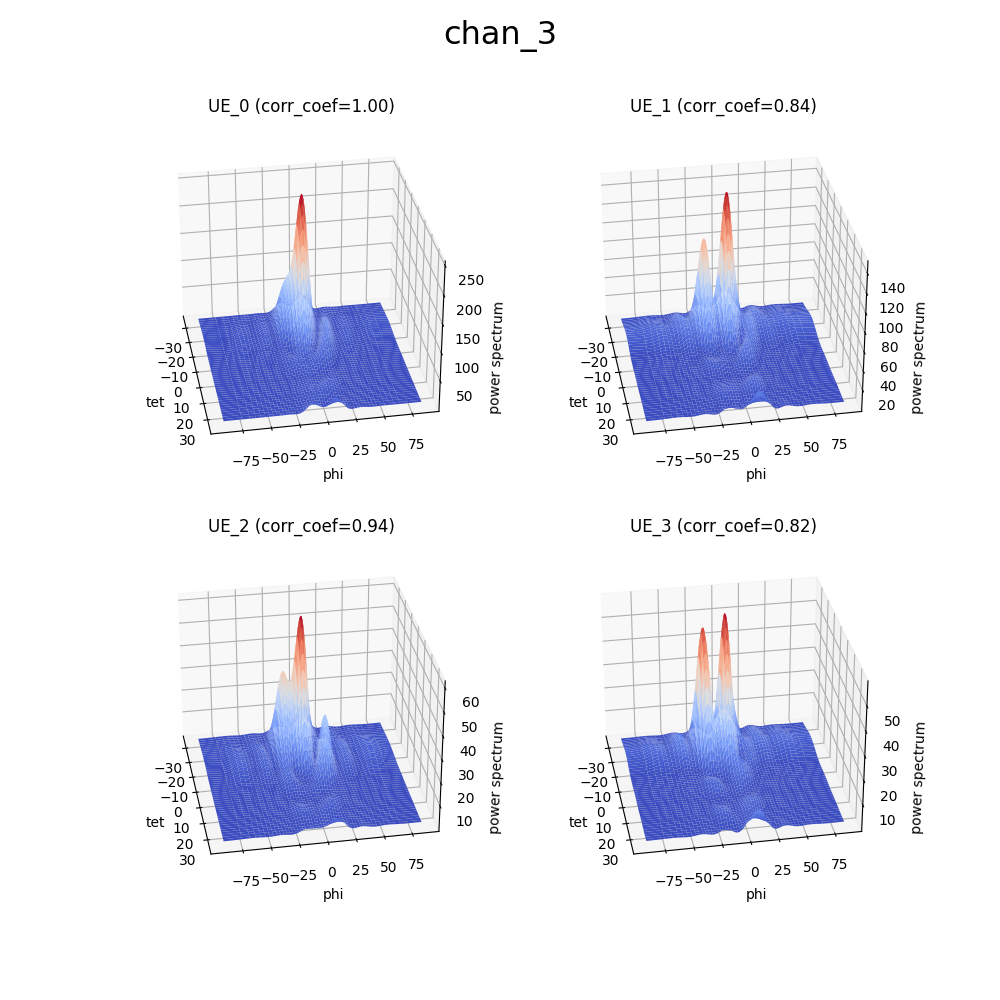 chan_3
UE_0 (corr_coef=1.00)
250
200
150
100
50
power spectrum
−30
−20
−10
0
10
20
30
tet
−75 −50 −25 0 25 50 75
phi
UE_1 (corr_coef=0.84)
140
120
100
80
60
40
20
power spectrum
−30
−20
−10
0
10
20
30
tet
−75 −50 −25 0 25 50 75
phi
UE_2 (corr_coef=0.94)
60
50
40
30
20
10
power spectrum
−30
−20
−10
0
10
20
30
tet
−75 −50 −25 0 25 50 75
phi
UE_3 (corr_coef=0.82)
50
40
30
20
10
power spectrum
−30
−20
−10
0
10
20
30
tet
−75 −50 −25 0 25 50 75
phi